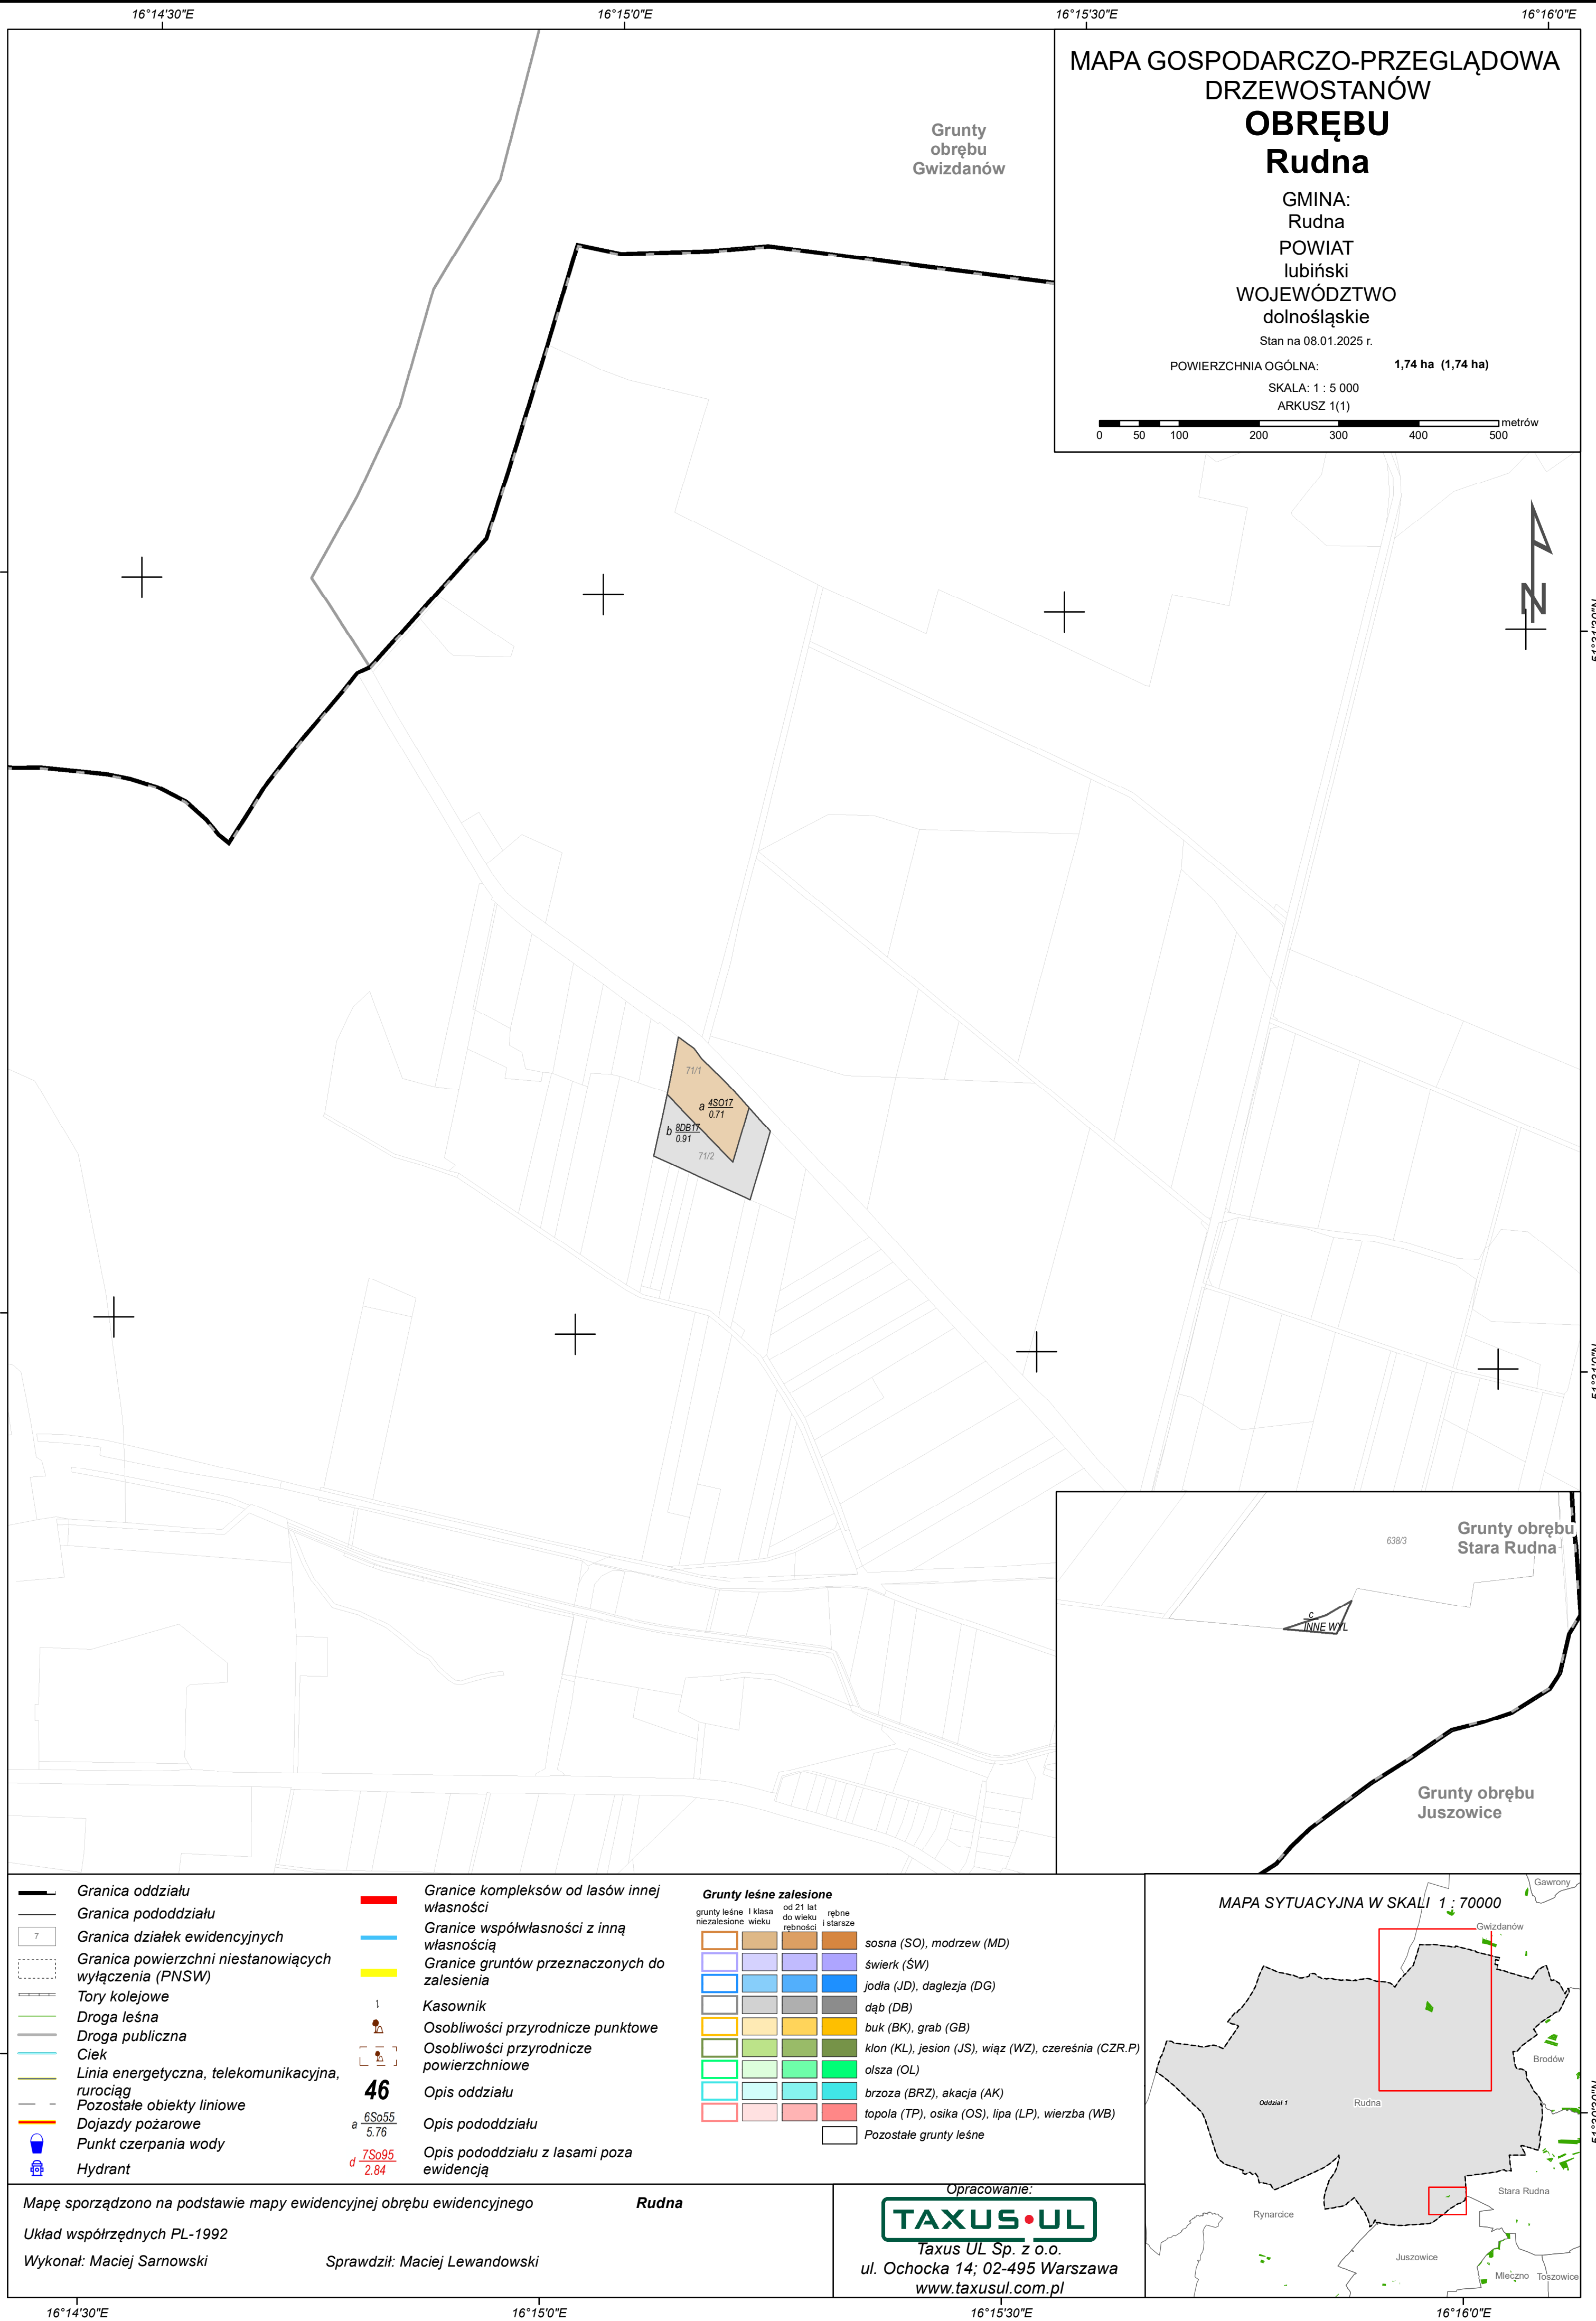 16°14'30"E
16°15'0"E
16°15'30"E
16°16'0"E
MAPA GOSPODARCZO-PRZEGLĄDOWA
DRZEWOSTANÓW
OBRĘBU
Rudna
GMINA:
Rudna
POWIAT
lubiński
WOJEWÓDZTWO
dolnośląskie
Stan na 08.01.2025 r.
POWIERZCHNIA OGÓLNA: 1,74 ha (1,74 ha)
SKALA: 1 : 5 000
ARKUSZ 1(1)
metrów
0 50 100 200 300 400 500
Grunty
obrębu
Gwizdanów
N
51°31'30"N
71/1
a 4SO17
0.71
b 8DB17
0.91
71/2
51°31'0"N
Grunty obrębu
Stara Rudna
638/3
c
INNE WYL
Grunty obrębu
Juszowice
Granica oddziału
Granica pododdziału
7
Granica działek ewidencyjnych
Granica powierzchni niestanowiących
wyłączenia (PNSW)
Tory kolejowe
Droga leśna
Droga publiczna
Ciek
Linia energetyczna, telekomunikacyjna,
rurociąg
Pozostałe obiekty liniowe
Dojazdy pożarowe
Punkt czerpania wody
Hydrant
Granice kompleksów od lasów innej
własności
Granice współwłasności z inną
własnością
Granice gruntów przeznaczonych do
zalesienia
Kasownik
Osobliwości przyrodnicze punktowe
Osobliwości przyrodnicze
powierzchniowe
46
Opis oddziału
a 6So55
5.76
Opis pododdziału
d 7So95
2.84
Opis pododdziału z lasami poza
ewidencją
Grunty leśne zalesione
grunty leśne
niezalesione
I klasa
wieku
od 21 lat
do wieku
rębności
rębne
i starsze
sosna (SO), modrzew (MD)
świerk (ŚW)
jodła (JD), daglezja (DG)
dąb (DB)
buk (BK), grab (GB)
klon (KL), jesion (JS), wiąz (WZ), czereśnia (CZR.P)
olsza (OL)
brzoza (BRZ), akacja (AK)
topola (TP), osika (OS), lipa (LP), wierzba (WB)
Pozostałe grunty leśne
MAPA SYTUACYJNA W SKALI 1 : 70000
Gawrony
Gwizdanów
Brodów
Oddział 1
Rudna
Stara Rudna
Rynarcice
Juszowice
Mleczno
Toszowice
51°30'30"N
Mapę sporządzono na podstawie mapy ewidencyjnej obrębu ewidencyjnego Rudna
Układ współrzędnych PL-1992
Wykonał: Maciej Sarnowski Sprawdził: Maciej Lewandowski
Opracowanie:
TAXUS UL
Taxus UL Sp. z o.o.
ul. Ochocka 14; 02-495 Warszawa
www.taxusul.com.pl
16°14'30"E
16°15'0"E
16°15'30"E
16°16'0"E